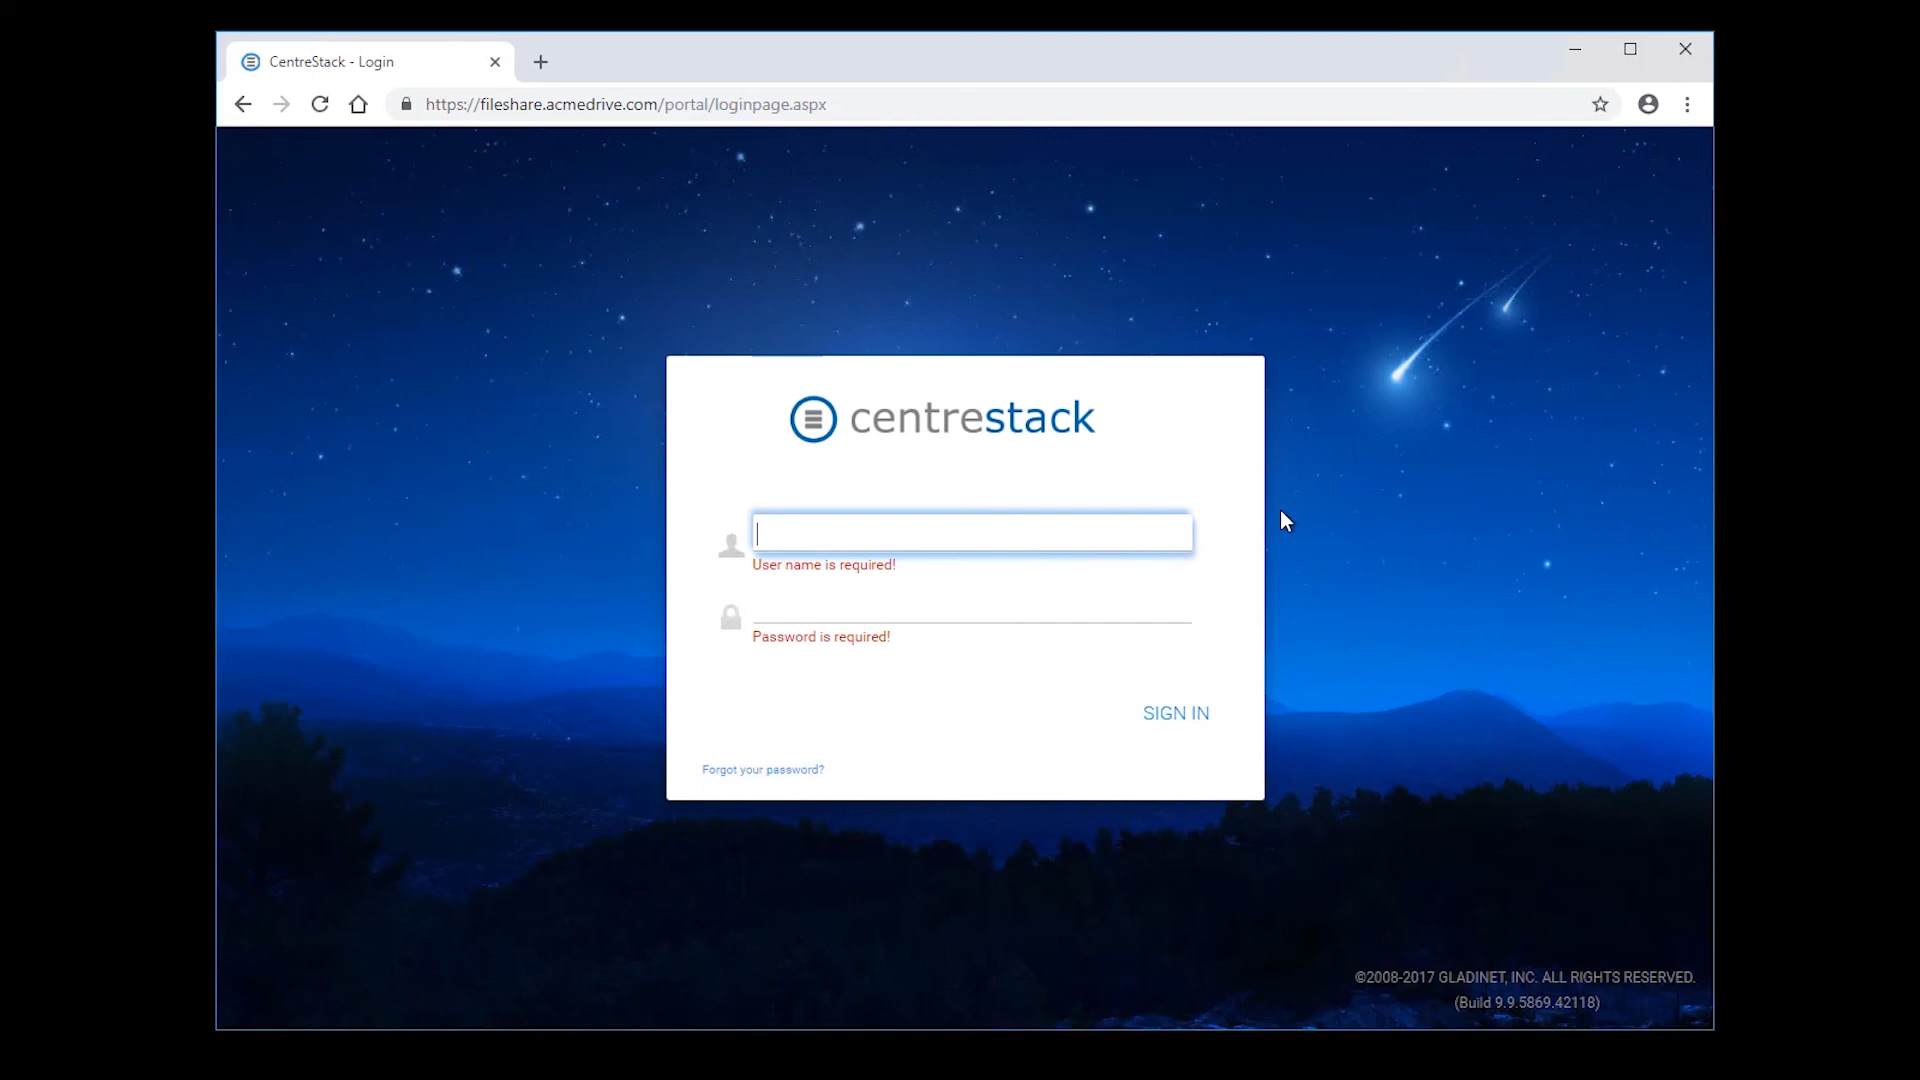 CentreStack - Login
https://fileshare.acmedrive.com/portal/loginpage.aspx
centrestack
User name is required!
Password is required!
SIGN IN
Forgot your password?
©2008-2017 GLADINET, INC. ALL RIGHTS RESERVED.
(Build 9.9.5869.42118)